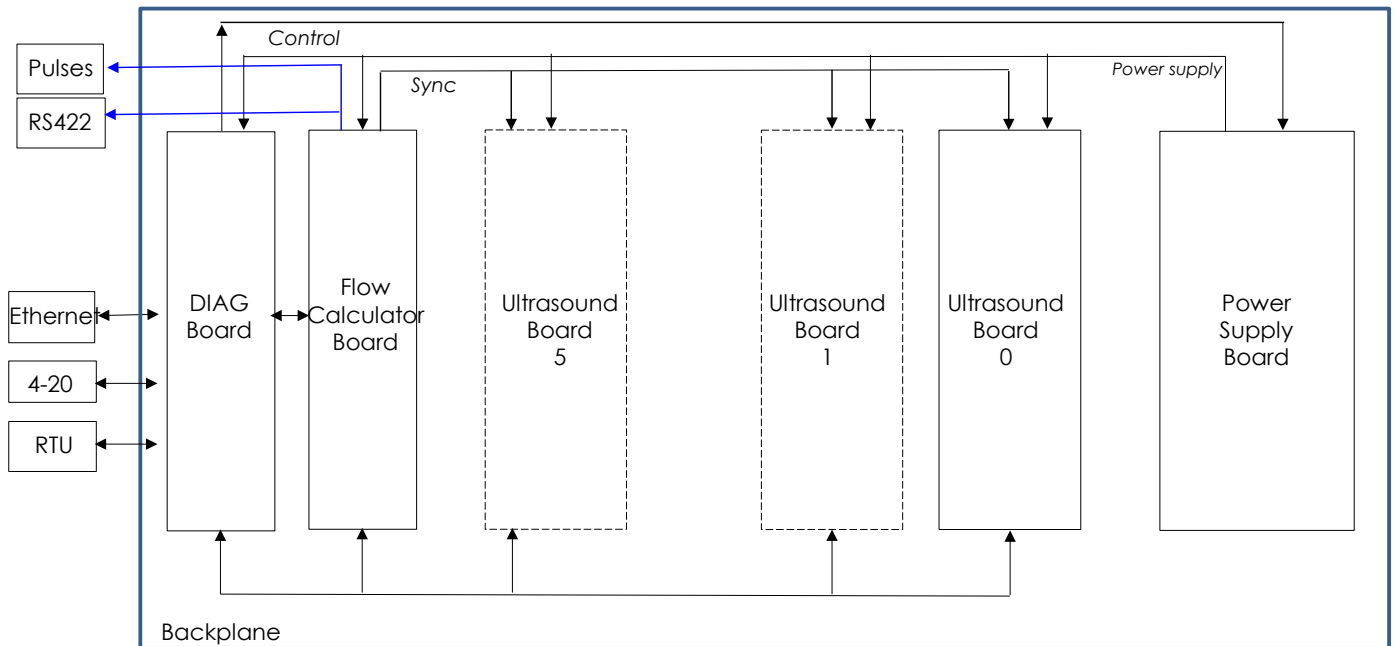 Control
Pulses
Power supply
Sync
RS422
Ethernet
4-20
RTU
DIAG
Board
Flow
Calculator
Board
Ultrasound
Board
5
Ultrasound
Board
1
Ultrasound
Board
0
Power
Supply
Board
Backplane